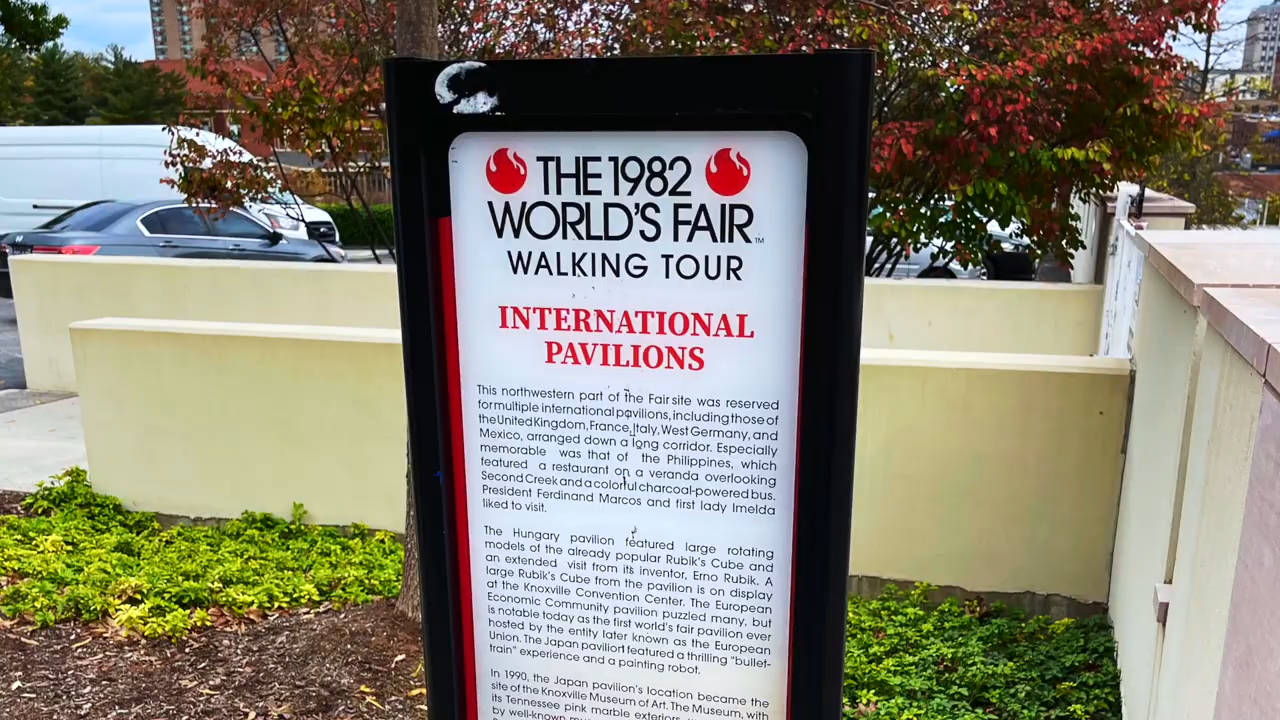 THE 1982
WORLD'S FAIR™
WALKING TOUR
INTERNATIONAL
PAVILIONS
This northwestern part of the Fair site was reserved
for multiple international pavilions, including those of
the United Kingdom, France, Italy, West Germany, and
Mexico, arranged down a long corridor. Especially
memorable was that of the Philippines, which
featured a restaurant on a veranda overlooking
Second Creek and a colorful charcoal-powered bus.
President Ferdinand Marcos and first lady Imelda
liked to visit.
The Hungary pavilion featured large rotating
models of the already popular Rubik's Cube and
an extended visit from its inventor, Erno Rubik. A
large Rubik's Cube from the pavilion is on display
at the Knoxville Convention Center. The European
Economic Community pavilion puzzled many, but
is notable today as the first world's fair pavilion ever
hosted by the entity later known as the European
Union. The Japan pavilion featured a thrilling "bullet-
train" experience and a painting robot.
In 1990, the Japan pavilion's location became the
site of the Knoxville Museum of Art. The Museum, with
its Tennessee pink marble exteriors,
by well-known